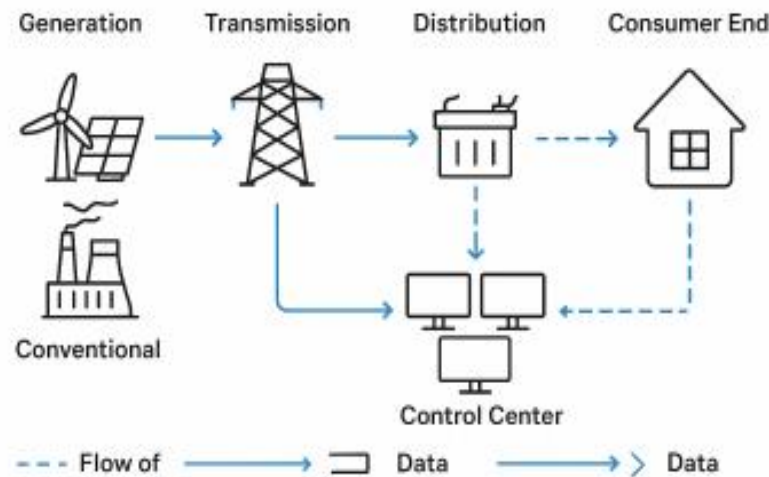 Generation Transmission Distribution Consumer End
Conventional
Control Center
Flow of Data Data